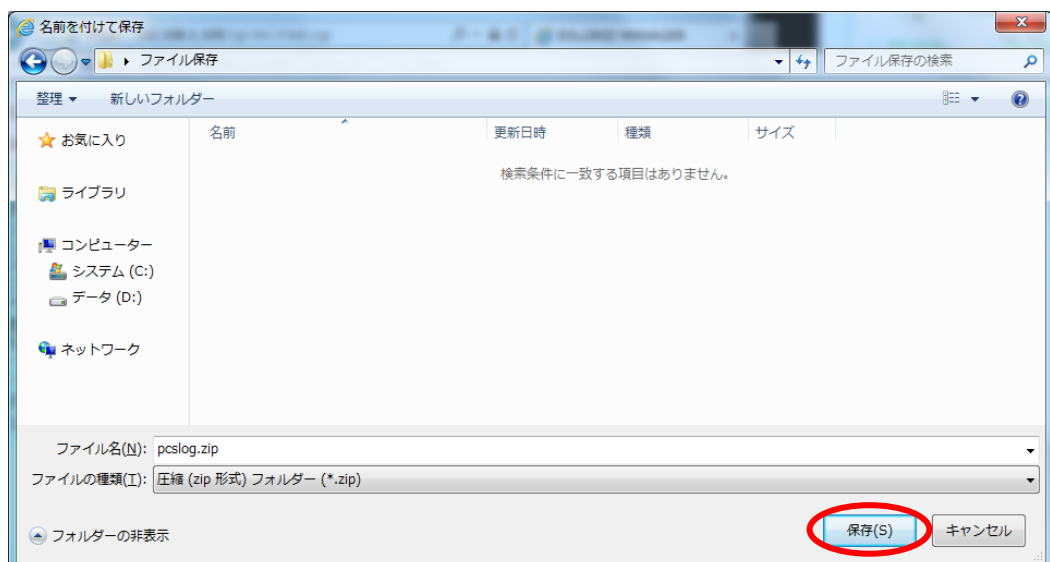 名前を付けて保存
ファイル保存
ファイル保存の検索
整理
新しいフォルダー
名前
更新日時
種類
サイズ
お気に入り
検索条件に一致する項目はありません。
ライブラリ
コンピューター
システム (C:)
データ (D:)
ネットワーク
ファイル名(N): pcslog.zip
ファイルの種類(T): 圧縮 (zip 形式) フォルダー (*.zip)
フォルダーの非表示
保存(S)
キャンセル